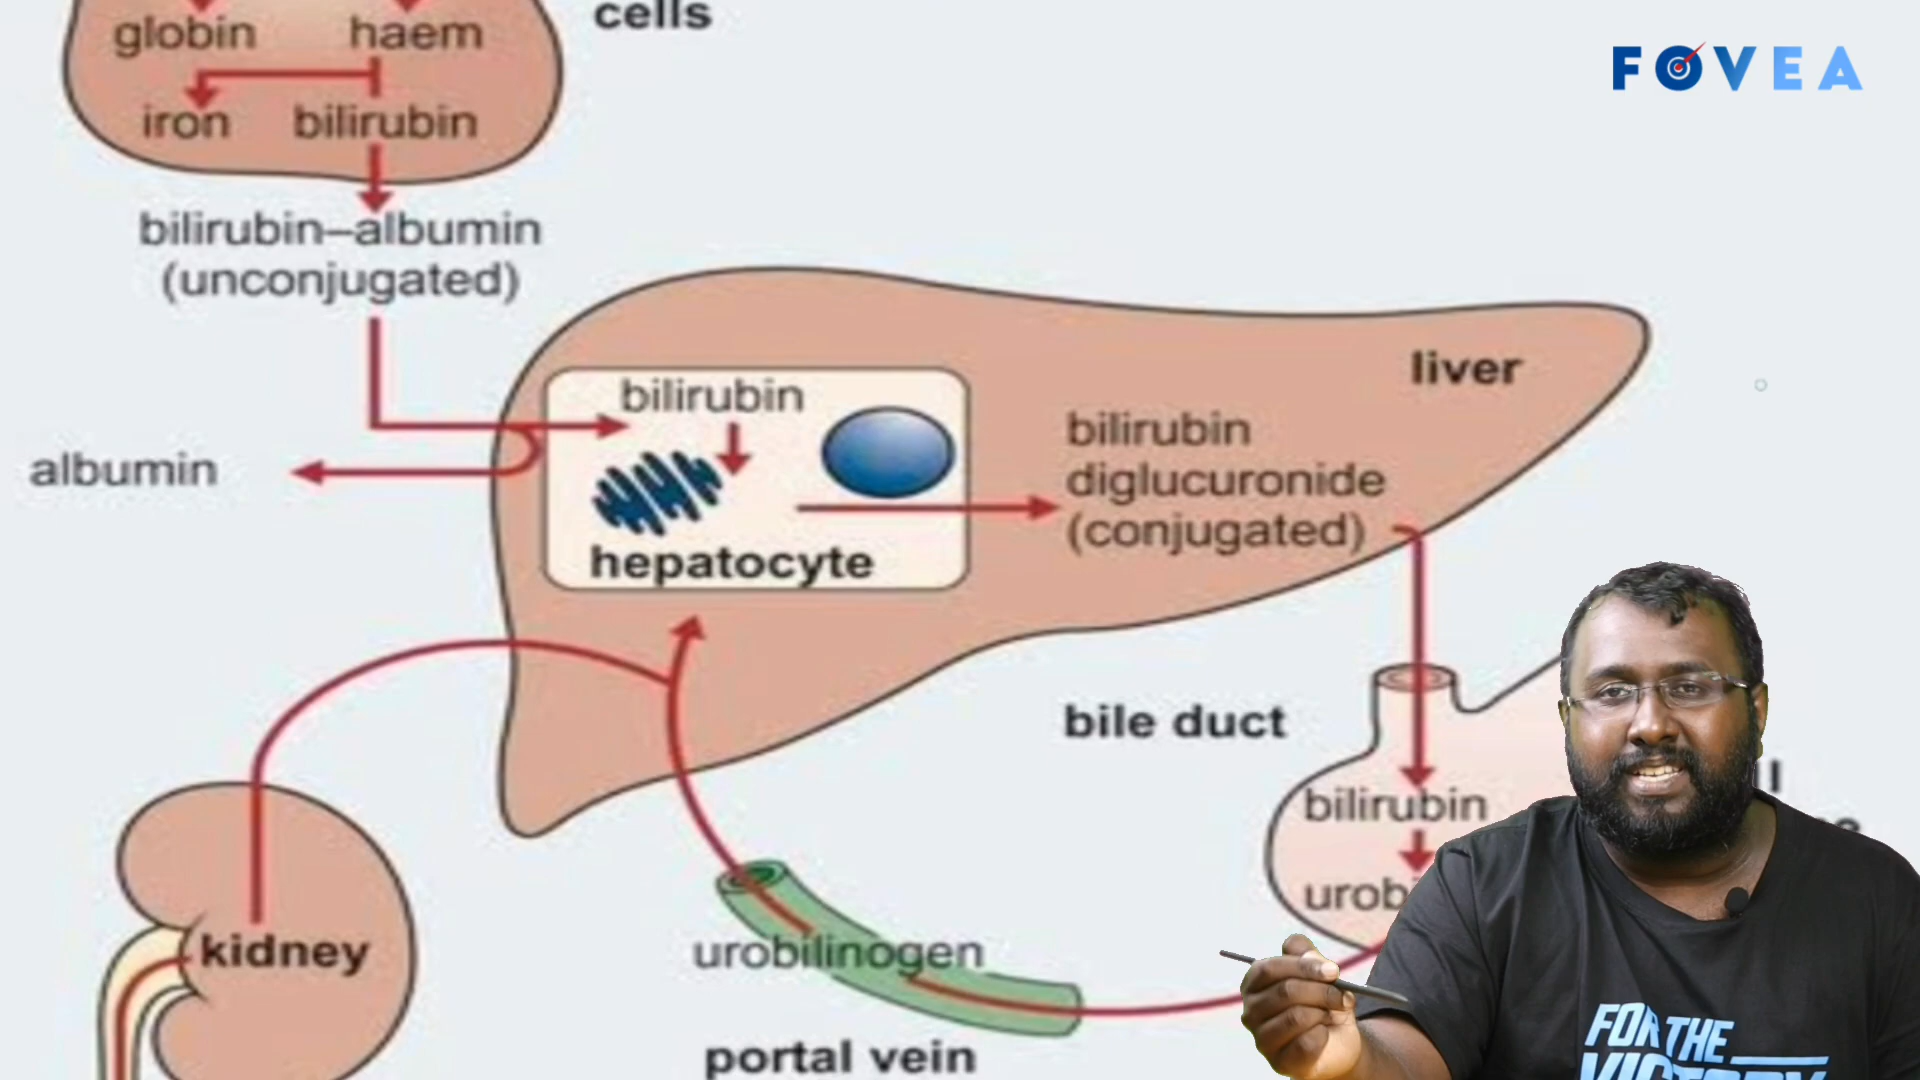 cells
FOVEA
globin haem
iron bilirubin
bilirubin–albumin
(unconjugated)
liver
bilirubin
bilirubin
diglucuronide
(conjugated)
albumin
hepatocyte
bile duct
bilirubin
kidney
urobilinogen
portal vein
FOR THE
VICTORY